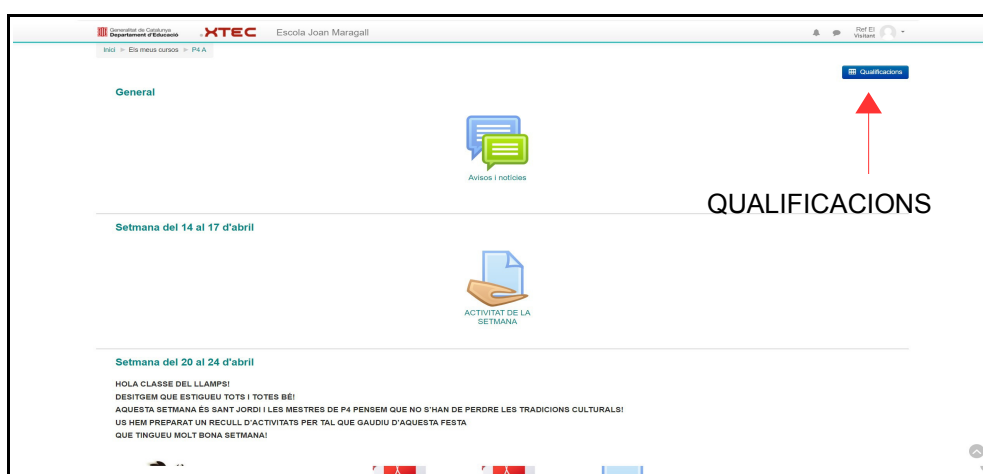 Generalitat de Catalunya
Departament d'Educació
XTEC
Escola Joan Maragall
Ref El
Visitant
Inici ► Els meus cursos ► P4 A
Qualificacions
General
Avisos i notícies
QUALIFICACIONS
Setmana del 14 al 17 d'abril
ACTIVITAT DE LA
SETMANA
Setmana del 20 al 24 d'abril
HOLA CLASSE DEL LLAMPS!
DESITGEM QUE ESTIGUEU TOTS I TOTES BÉ!
AQUESTA SETMANA ÉS SANT JORDI I LES MESTRES DE P4 PENSEM QUE NO S'HAN DE PERDRE LES TRADICIONS CULTURALS!
US HEM PREPARAT UN RECULL D'ACTIVITATS PER TAL QUE GAUDIU D'AQUESTA FESTA
QUE TINGUEU MOLT BONA SETMANA!